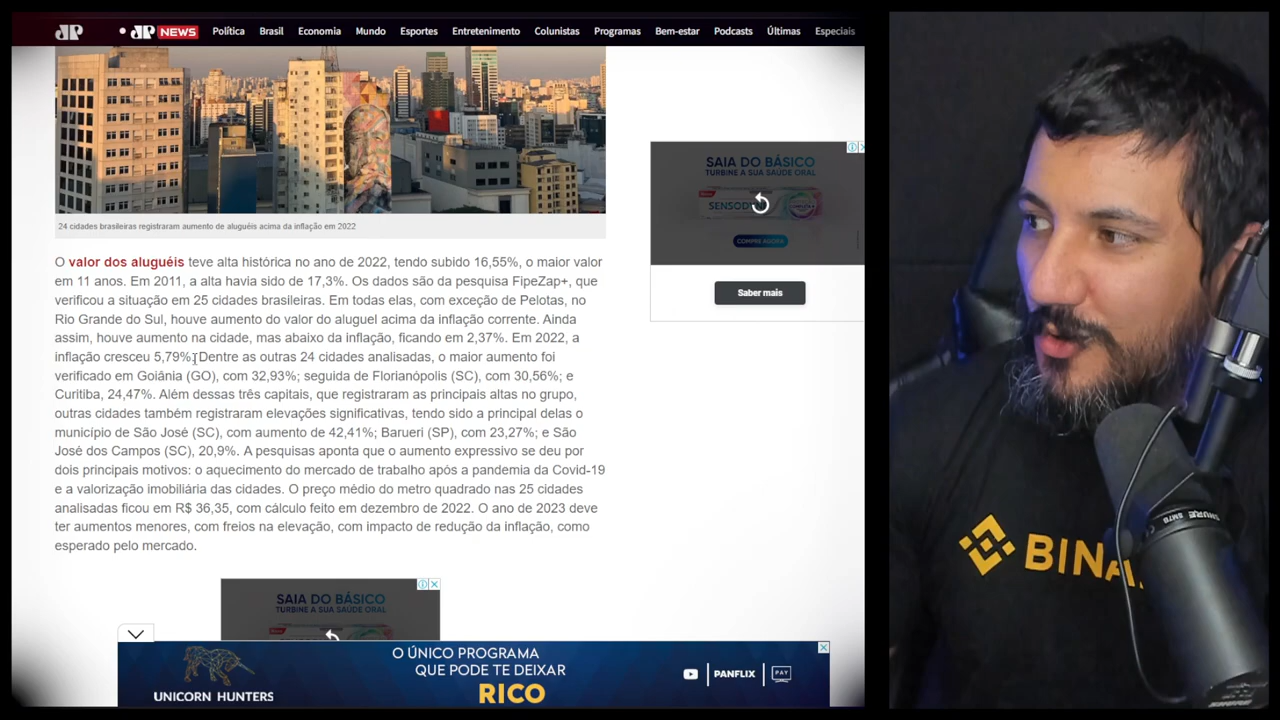 JP
JP NEWS
Política
Brasil
Economia
Mundo
Esportes
Entretenimento
Colunistas
Programas
Bem-estar
Podcasts
Últimas
Especiais
24 cidades brasileiras registraram aumento de aluguéis acima da inflação em 2022
O valor dos aluguéis teve alta histórica no ano de 2022, tendo subido 16,55%, o maior valor
em 11 anos. Em 2011, a alta havia sido de 17,3%. Os dados são da pesquisa FipeZap+, que
verificou a situação em 25 cidades brasileiras. Em todas elas, com exceção de Pelotas, no
Rio Grande do Sul, houve aumento do valor do aluguel acima da inflação corrente. Ainda
assim, houve aumento na cidade, mas abaixo da inflação, ficando em 2,37%. Em 2022, a
inflação cresceu 5,79%. Dentre as outras 24 cidades analisadas, o maior aumento foi
verificado em Goiânia (GO), com 32,93%; seguida de Florianópolis (SC), com 30,56%; e
Curitiba, 24,47%. Além dessas três capitais, que registraram as principais altas no grupo,
outras cidades também registraram elevações significativas, tendo sido a principal delas o
município de São José (SC), com aumento de 42,41%; Barueri (SP), com 23,27%; e São
José dos Campos (SC), 20,9%. A pesquisas aponta que o aumento expressivo se deu por
dois principais motivos: o aquecimento do mercado de trabalho após a pandemia da Covid-19
e a valorização imobiliária das cidades. O preço médio do metro quadrado nas 25 cidades
analisadas ficou em R$ 36,35, com cálculo feito em dezembro de 2022. O ano de 2023 deve
ter aumentos menores, com freios na elevação, com impacto de redução da inflação, como
esperado pelo mercado.
SAIA DO BÁSICO
TURBINE A SUA SAÚDE ORAL
COMPRE AGORA
Saber mais
SAIA DO BÁSICO
TURBINE A SUA SAÚDE ORAL
UNICORN HUNTERS
O ÚNICO PROGRAMA
QUE PODE TE DEIXAR
RICO
PANFLIX
PAY
SHURE SM7B